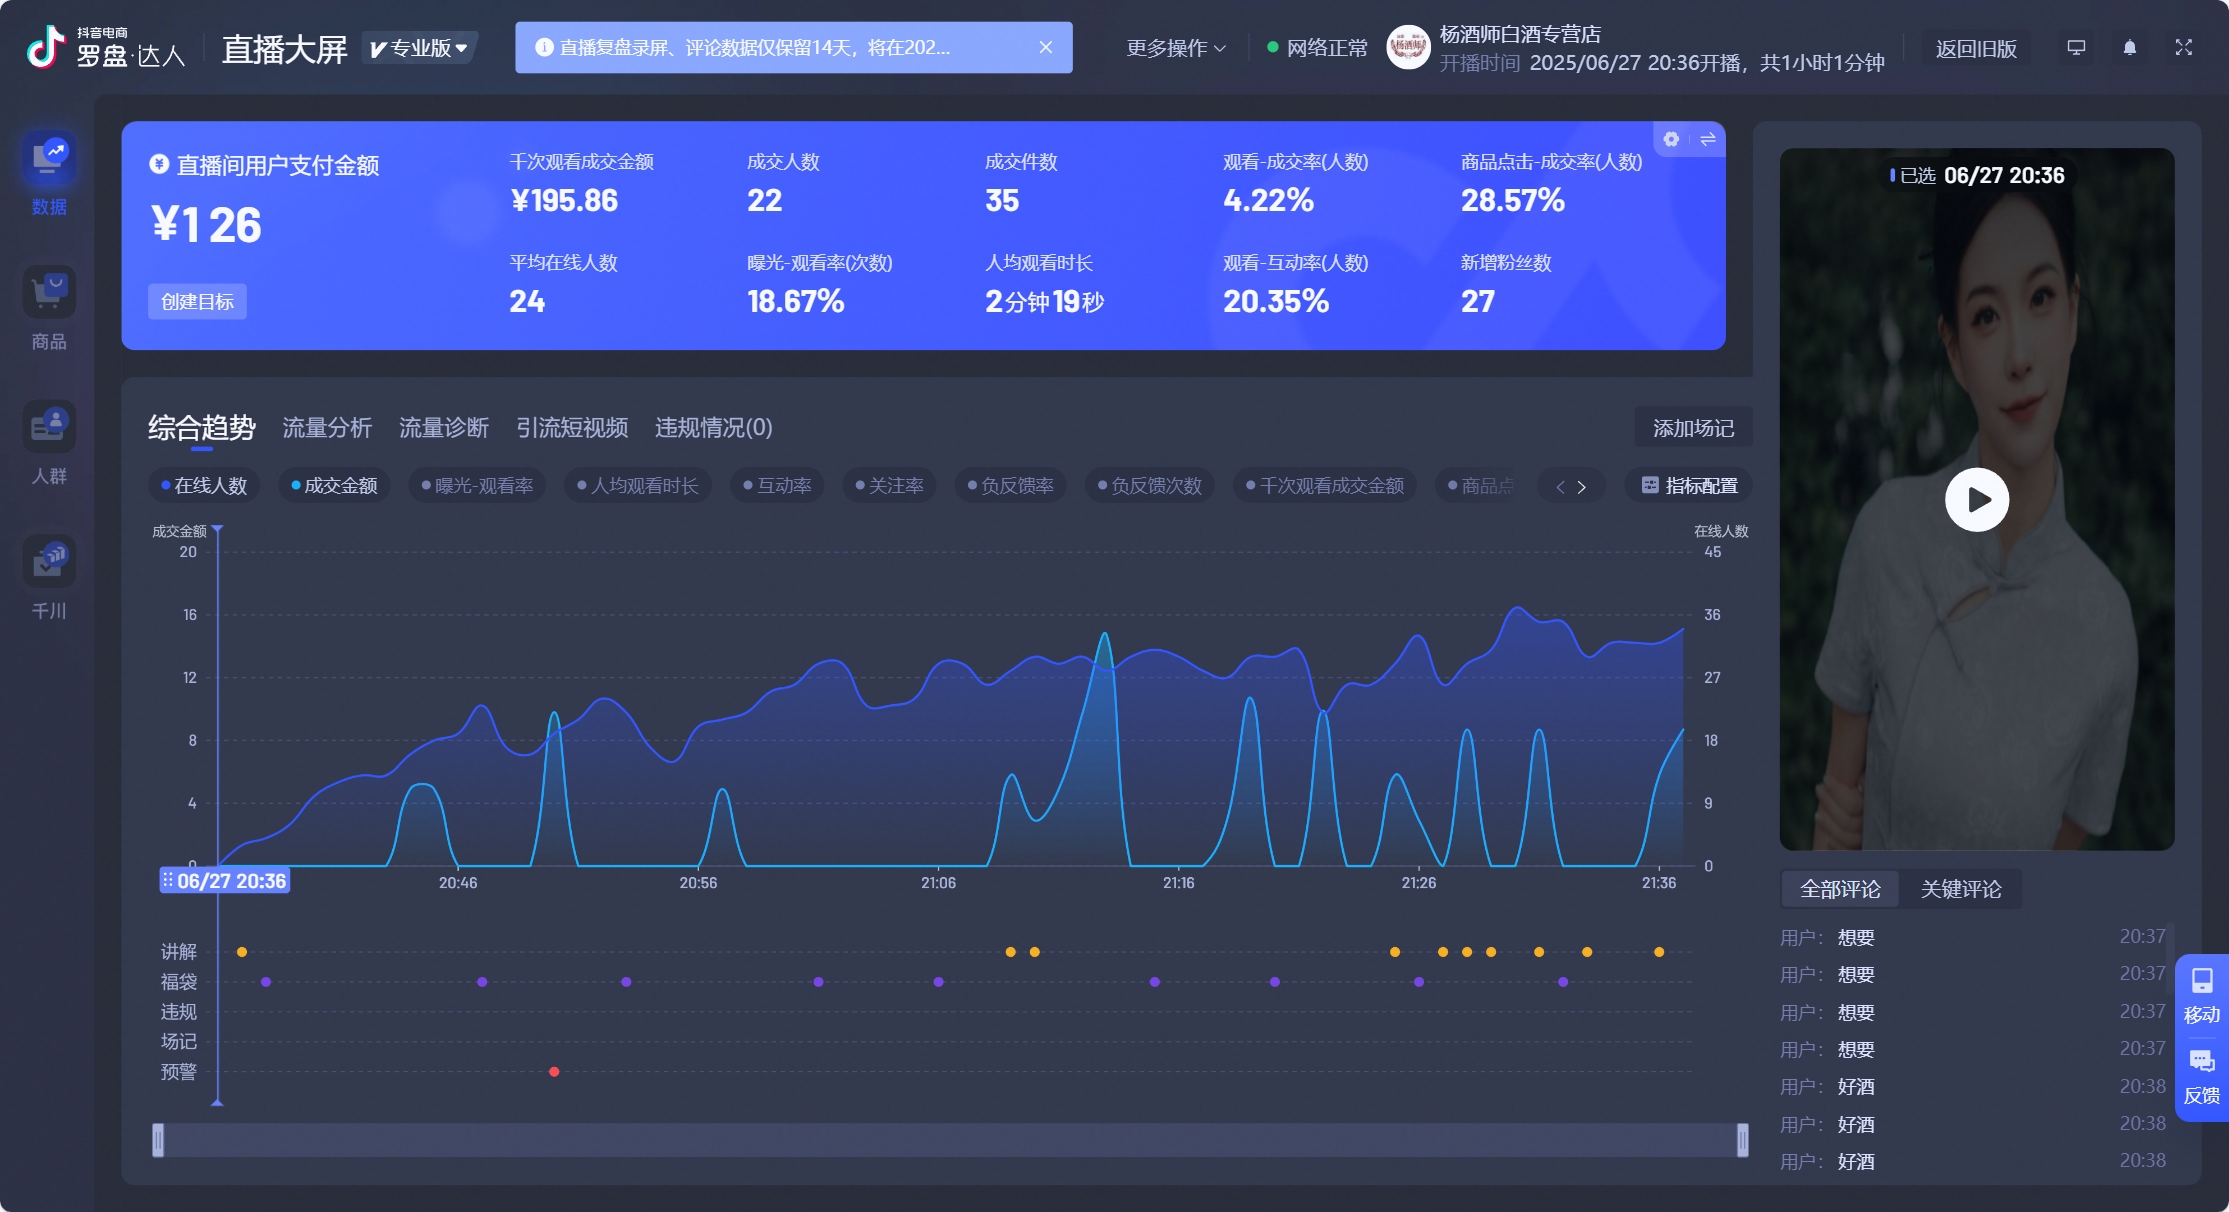 抖音电商
罗盘·达人
直播大屏
专业版
直播复盘录屏、评论数据仅保留14天，将在202...
更多操作
网络正常
杨酒师白酒专营店
开播时间 2025/06/27 20:36开播，共1小时1分钟
返回旧版
数据
商品
人群
千川
直播间用户支付金额
¥126
创建目标
千次观看成交金额
¥195.86
成交人数
22
成交件数
35
观看-成交率(人数)
4.22%
商品点击-成交率(人数)
28.57%
平均在线人数
24
曝光-观看率(次数)
18.67%
人均观看时长
2分钟19秒
观看-互动率(人数)
20.35%
新增粉丝数
27
综合趋势 流量分析 流量诊断 引流短视频 违规情况(0)
添加场记
在线人数 成交金额 曝光-观看率 人均观看时长 互动率 关注率 负反馈率 负反馈次数 千次观看成交金额 商品点
指标配置
成交金额
在线人数
20 45
16 36
12 27
8 18
4 9
0 0
06/27 20:36 20:46 20:56 21:06 21:16 21:26 21:36
讲解
福袋
违规
场记
预警
已选 06/27 20:36
杨酒师
全部评论 关键评论
用户： 想要 20:37
用户： 想要 20:37
用户： 想要 20:37
用户： 想要 20:37
用户： 好酒 20:38
用户： 好酒 20:38
用户： 好酒 20:38
移动
反馈